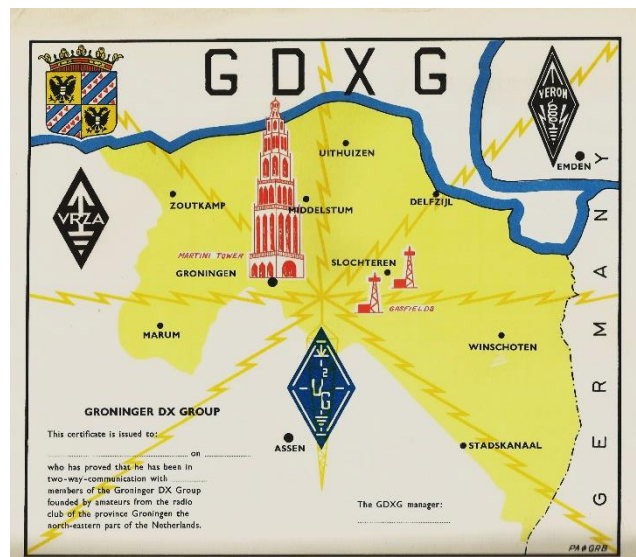 GDXG
VERON
EMDEN
UITHUIZEN
ZOUTKAMP
MIDDELSTUM
DELFZIJL
VRZA
MARTINI TOWER
SLOCHTEREN
GRONINGEN
GASFIELDS
MARUM
WINSCHOTEN
GERMANY
V²G
GRONINGER DX GROUP
ASSEN
STADSKANAAL
This certificate is issued to:
on
who has proved that he has been in
two-way-communication with
members of the Groninger DX Group
founded by amateurs from the radio
club of the province Groningen the
north-eastern part of the Netherlands.
The GDXG manager:
PAØGRB